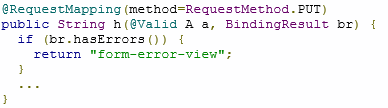 @RequestMapping(method=RequestMethod.PUT)
public String h(@Valid A a, BindingResult br) {
  if (br.hasErrors()) {
    return "form-error-view";
  }
  ...
}